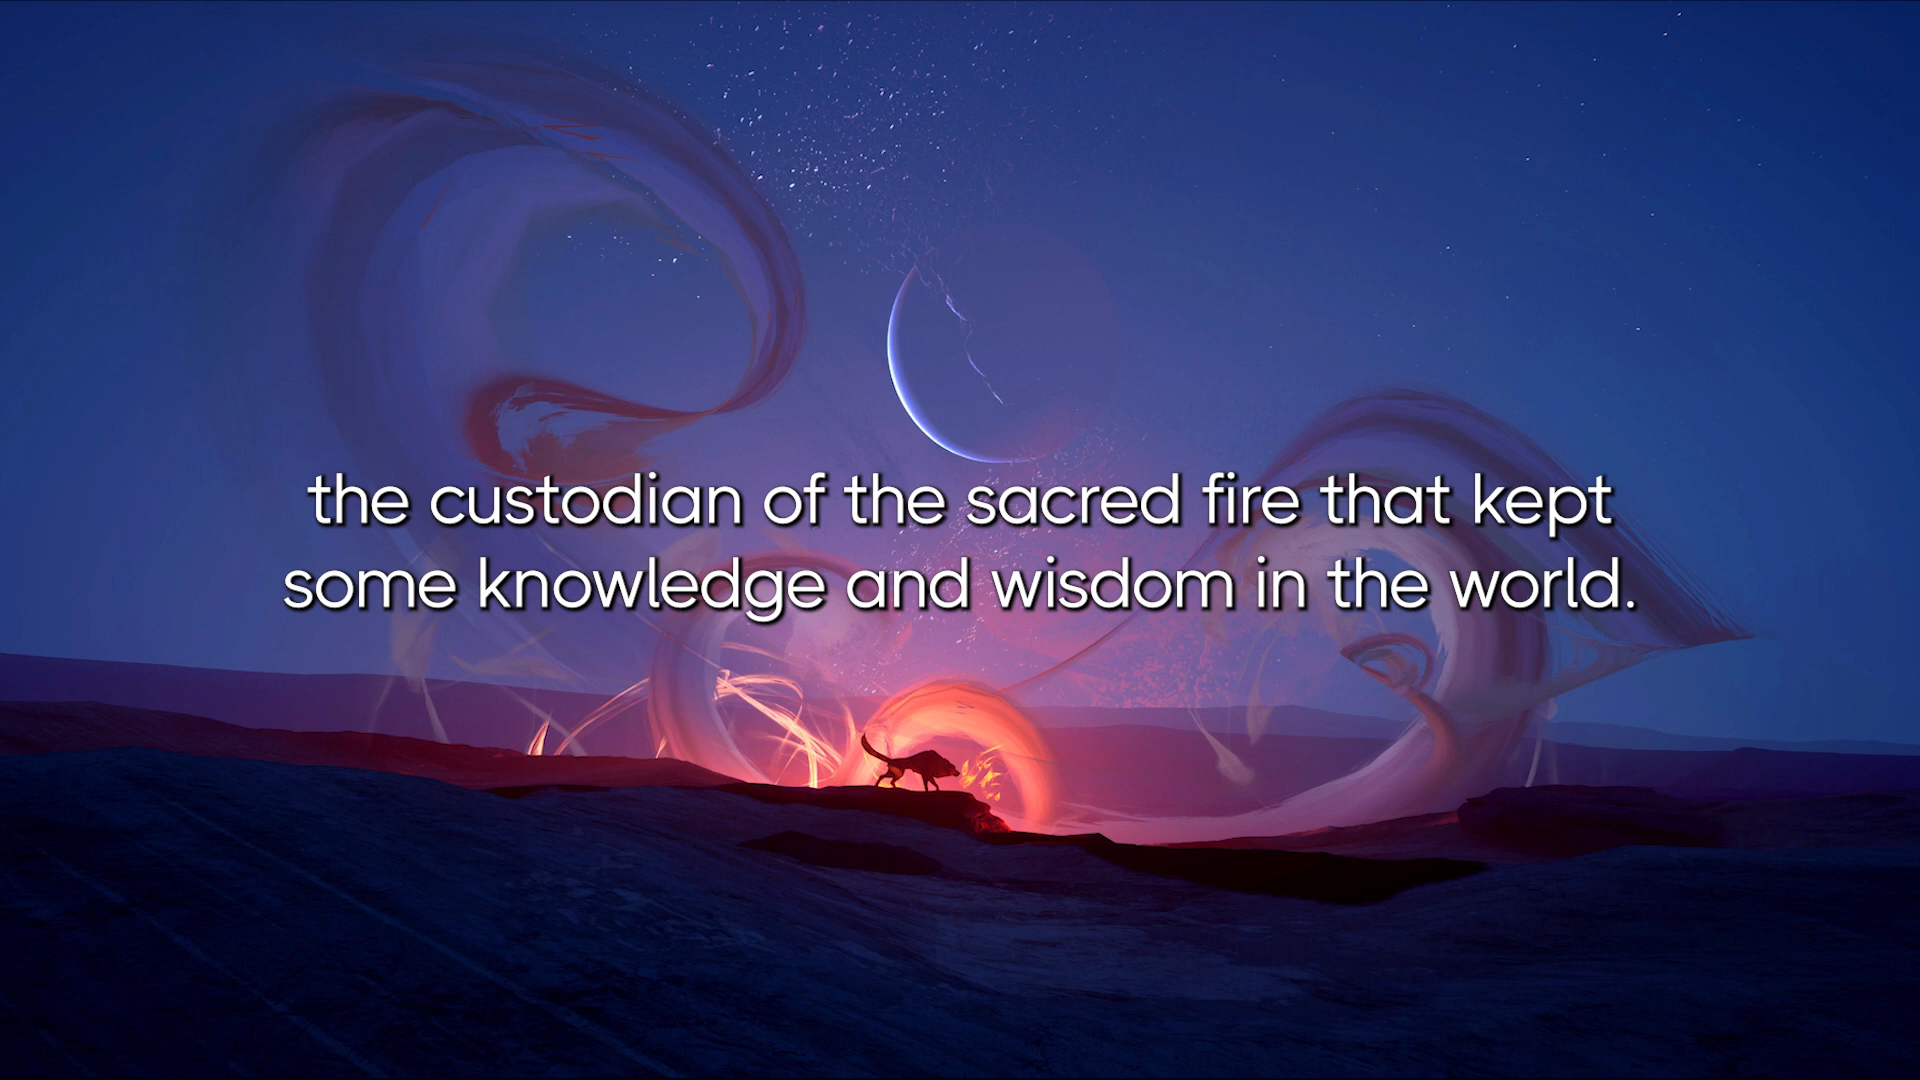 the custodian of the sacred fire that kept
some knowledge and wisdom in the world.